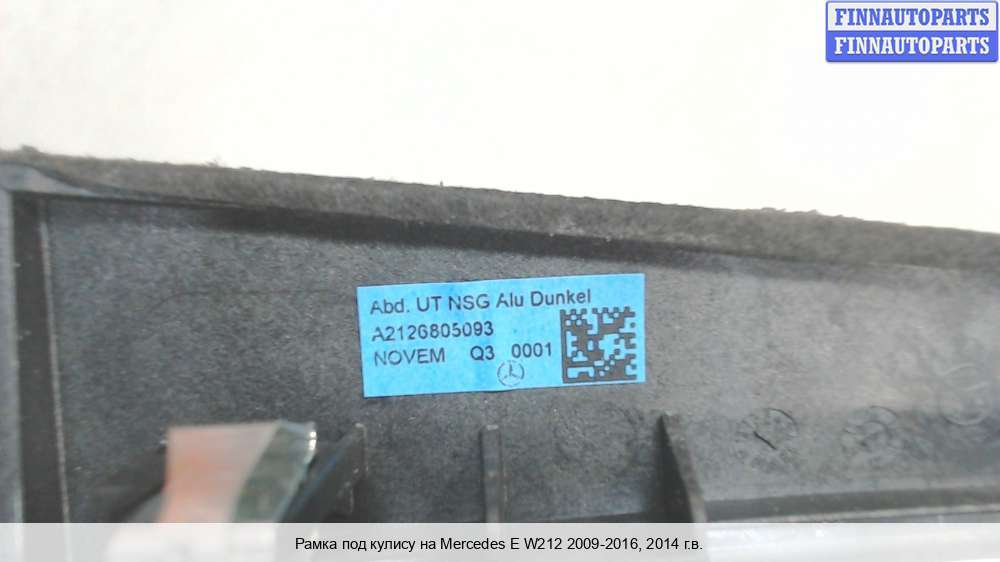 FINNAUTOPARTS
FINNAUTOPARTS
Abd. UT NSG Alu Dunkel
A2126805093
NOVEM Q3 0001
Рамка под кулису на Mercedes E W212 2009-2016, 2014 г.в.